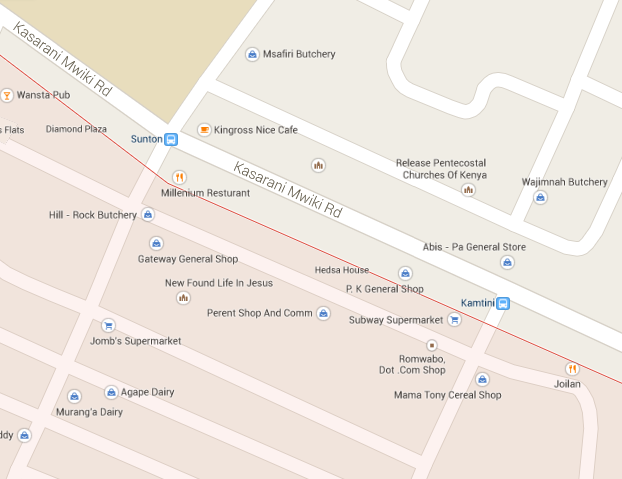 Kasarani Mwiki Rd
Msafiri Butchery
Wansta Pub
s Flats
Diamond Plaza
Sunton
Kingross Nice Cafe
Kasarani Mwiki Rd
Release Pentecostal
Churches Of Kenya
Millenium Resturant
Wajimnah Butchery
Hill - Rock Butchery
Abis - Pa General Store
Gateway General Shop
Hedsa House
New Found Life In Jesus
P. K General Shop
Kamtini
Perent Shop And Comm
Subway Supermarket
Jomb's Supermarket
Romwabo,
Dot .Com Shop
Joilan
Agape Dairy
Mama Tony Cereal Shop
Murang'a Dairy
ddy